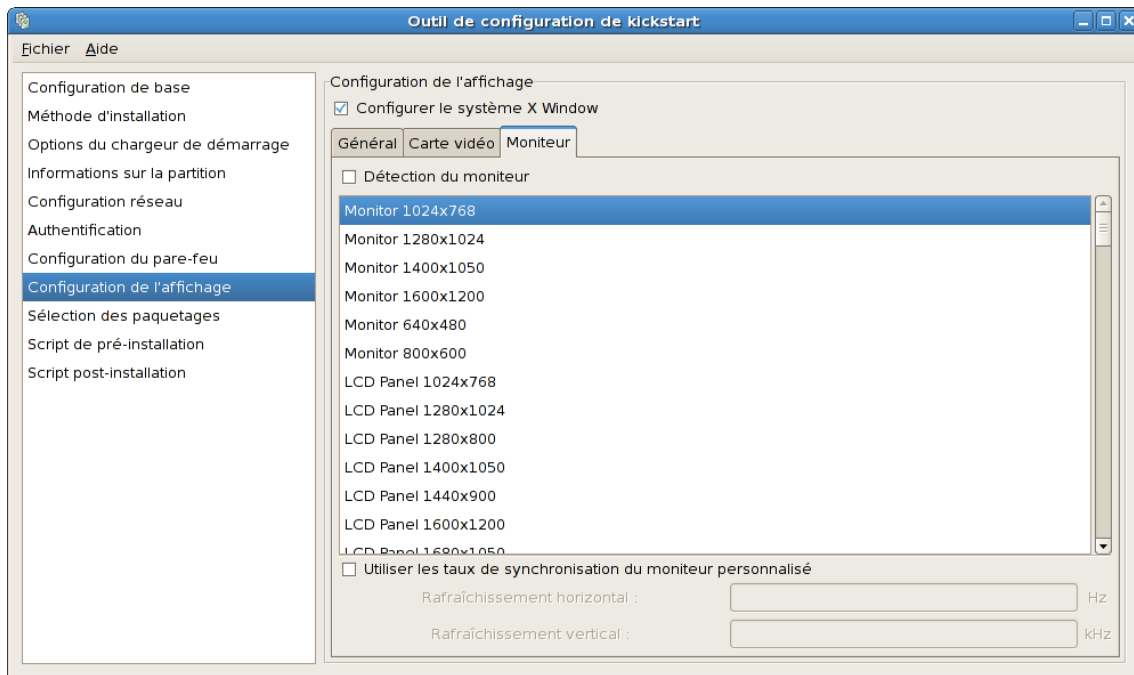 Outil de configuration de kickstart
Fichier Aide
Configuration de base
Méthode d'installation
Options du chargeur de démarrage
Informations sur la partition
Configuration réseau
Authentification
Configuration du pare-feu
Configuration de l'affichage
Sélection des paquetages
Script de pré-installation
Script post-installation
Configuration de l'affichage
Configurer le système X Window
Général Carte vidéo Moniteur
Détection du moniteur
Monitor 1024x768
Monitor 1280x1024
Monitor 1400x1050
Monitor 1600x1200
Monitor 640x480
Monitor 800x600
LCD Panel 1024x768
LCD Panel 1280x1024
LCD Panel 1280x800
LCD Panel 1400x1050
LCD Panel 1440x900
LCD Panel 1600x1200
LCD Panel 1680x1050
Utiliser les taux de synchronisation du moniteur personnalisé
Rafraîchissement horizontal : Hz
Rafraîchissement vertical : kHz